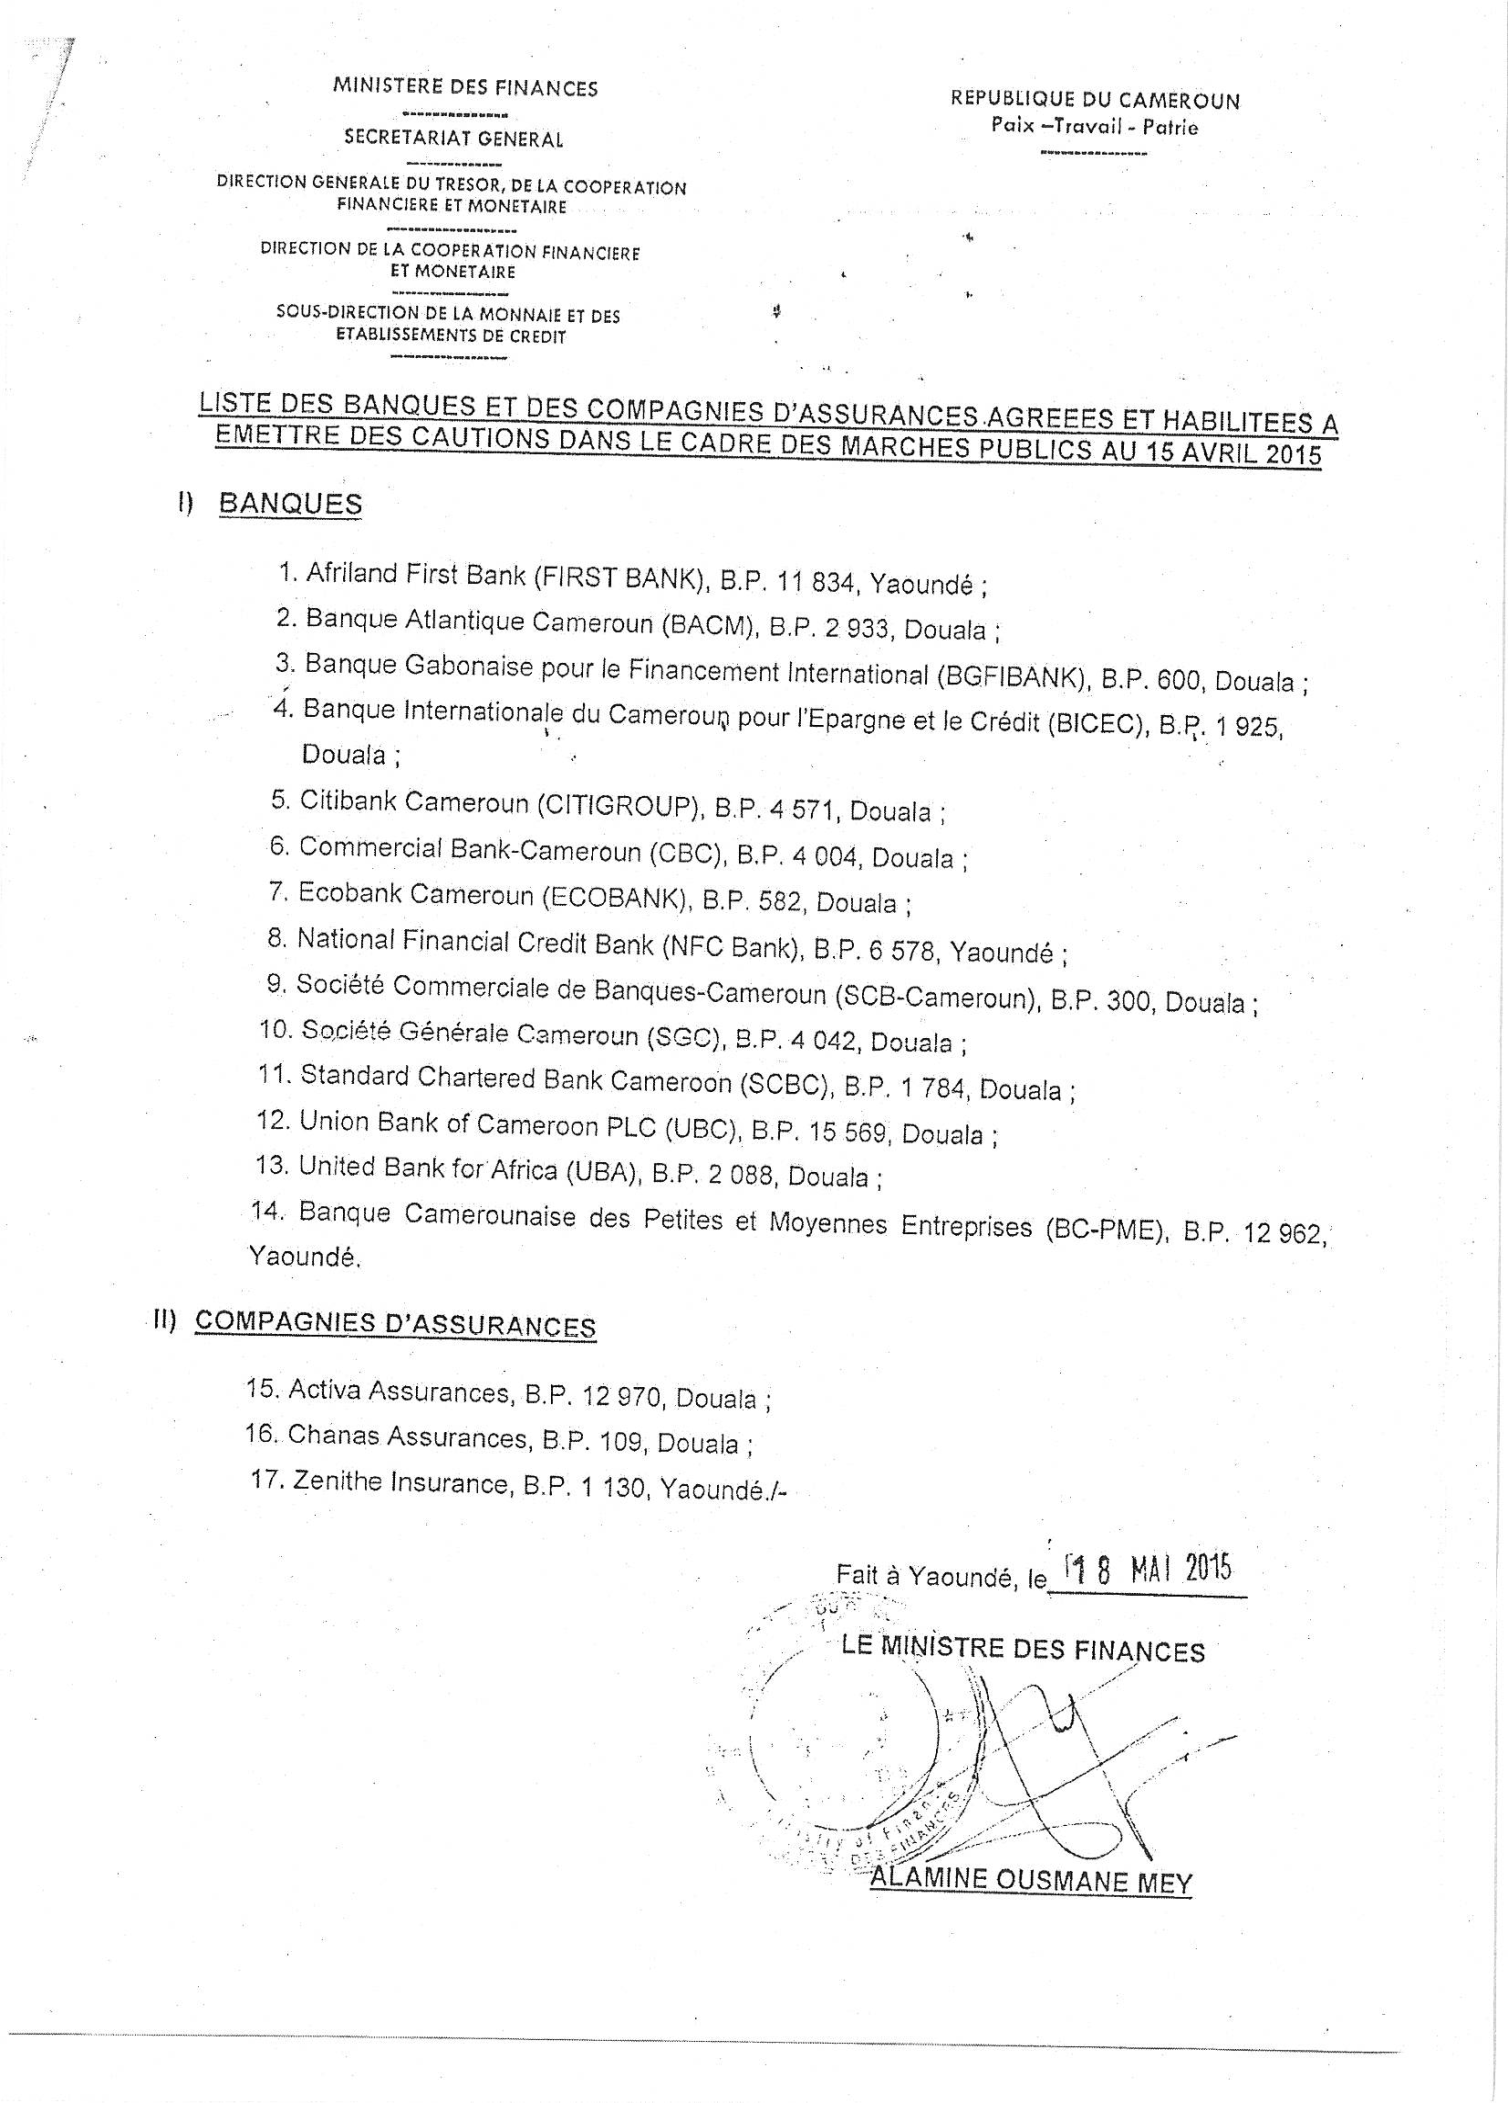 MINISTERE DES FINANCES
SECRETARIAT GENERAL
DIRECTION GENERALE DU TRESOR, DE LA COOPERATION
FINANCIERE ET MONETAIRE
DIRECTION DE LA COOPERATION FINANCIERE
ET MONETAIRE
SOUS-DIRECTION DE LA MONNAIE ET DES
ETABLISSEMENTS DE CREDIT
REPUBLIQUE DU CAMEROUN
Paix –Travail - Patrie
LISTE DES BANQUES ET DES COMPAGNIES D'ASSURANCES AGREEES ET HABILITEES A
EMETTRE DES CAUTIONS DANS LE CADRE DES MARCHES PUBLICS AU 15 AVRIL 2015
I) BANQUES
1. Afriland First Bank (FIRST BANK), B.P. 11 834, Yaoundé ;
2. Banque Atlantique Cameroun (BACM), B.P. 2 933, Douala ;
3. Banque Gabonaise pour le Financement International (BGFIBANK), B.P. 600, Douala ;
4. Banque Internationale du Cameroun pour l'Epargne et le Crédit (BICEC), B.P. 1 925,
Douala ;
5. Citibank Cameroun (CITIGROUP), B.P. 4 571, Douala ;
6. Commercial Bank-Cameroun (CBC), B.P. 4 004, Douala ;
7. Ecobank Cameroun (ECOBANK), B.P. 582, Douala ;
8. National Financial Credit Bank (NFC Bank), B.P. 6 578, Yaoundé ;
9. Société Commerciale de Banques-Cameroun (SCB-Cameroun), B.P. 300, Douala ;
10. Société Générale Cameroun (SGC), B.P. 4 042, Douala ;
11. Standard Chartered Bank Cameroon (SCBC), B.P. 1 784, Douala ;
12. Union Bank of Cameroon PLC (UBC), B.P. 15 569, Douala ;
13. United Bank for Africa (UBA), B.P. 2 088, Douala ;
14. Banque Camerounaise des Petites et Moyennes Entreprises (BC-PME), B.P. 12 962,
Yaoundé.
II) COMPAGNIES D'ASSURANCES
15. Activa Assurances, B.P. 12 970, Douala ;
16. Chanas Assurances, B.P. 109, Douala ;
17. Zenithe Insurance, B.P. 1 130, Yaoundé./-
Fait à Yaoundé, le 18 MAI 2015
LE MINISTRE DES FINANCES
of Finan
DES FINANCES
ALAMINE OUSMANE MEY